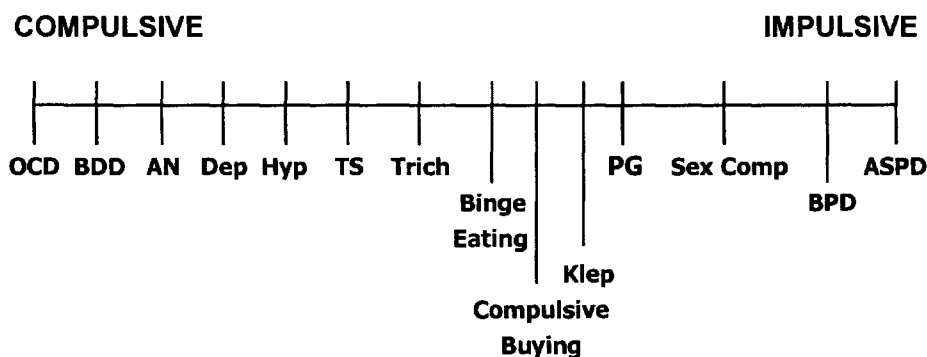 COMPULSIVE IMPULSIVE
OCD BDD AN Dep Hyp TS Trich PG Sex Comp ASPD
Binge BPD
Eating
Klep
Compulsive
Buying